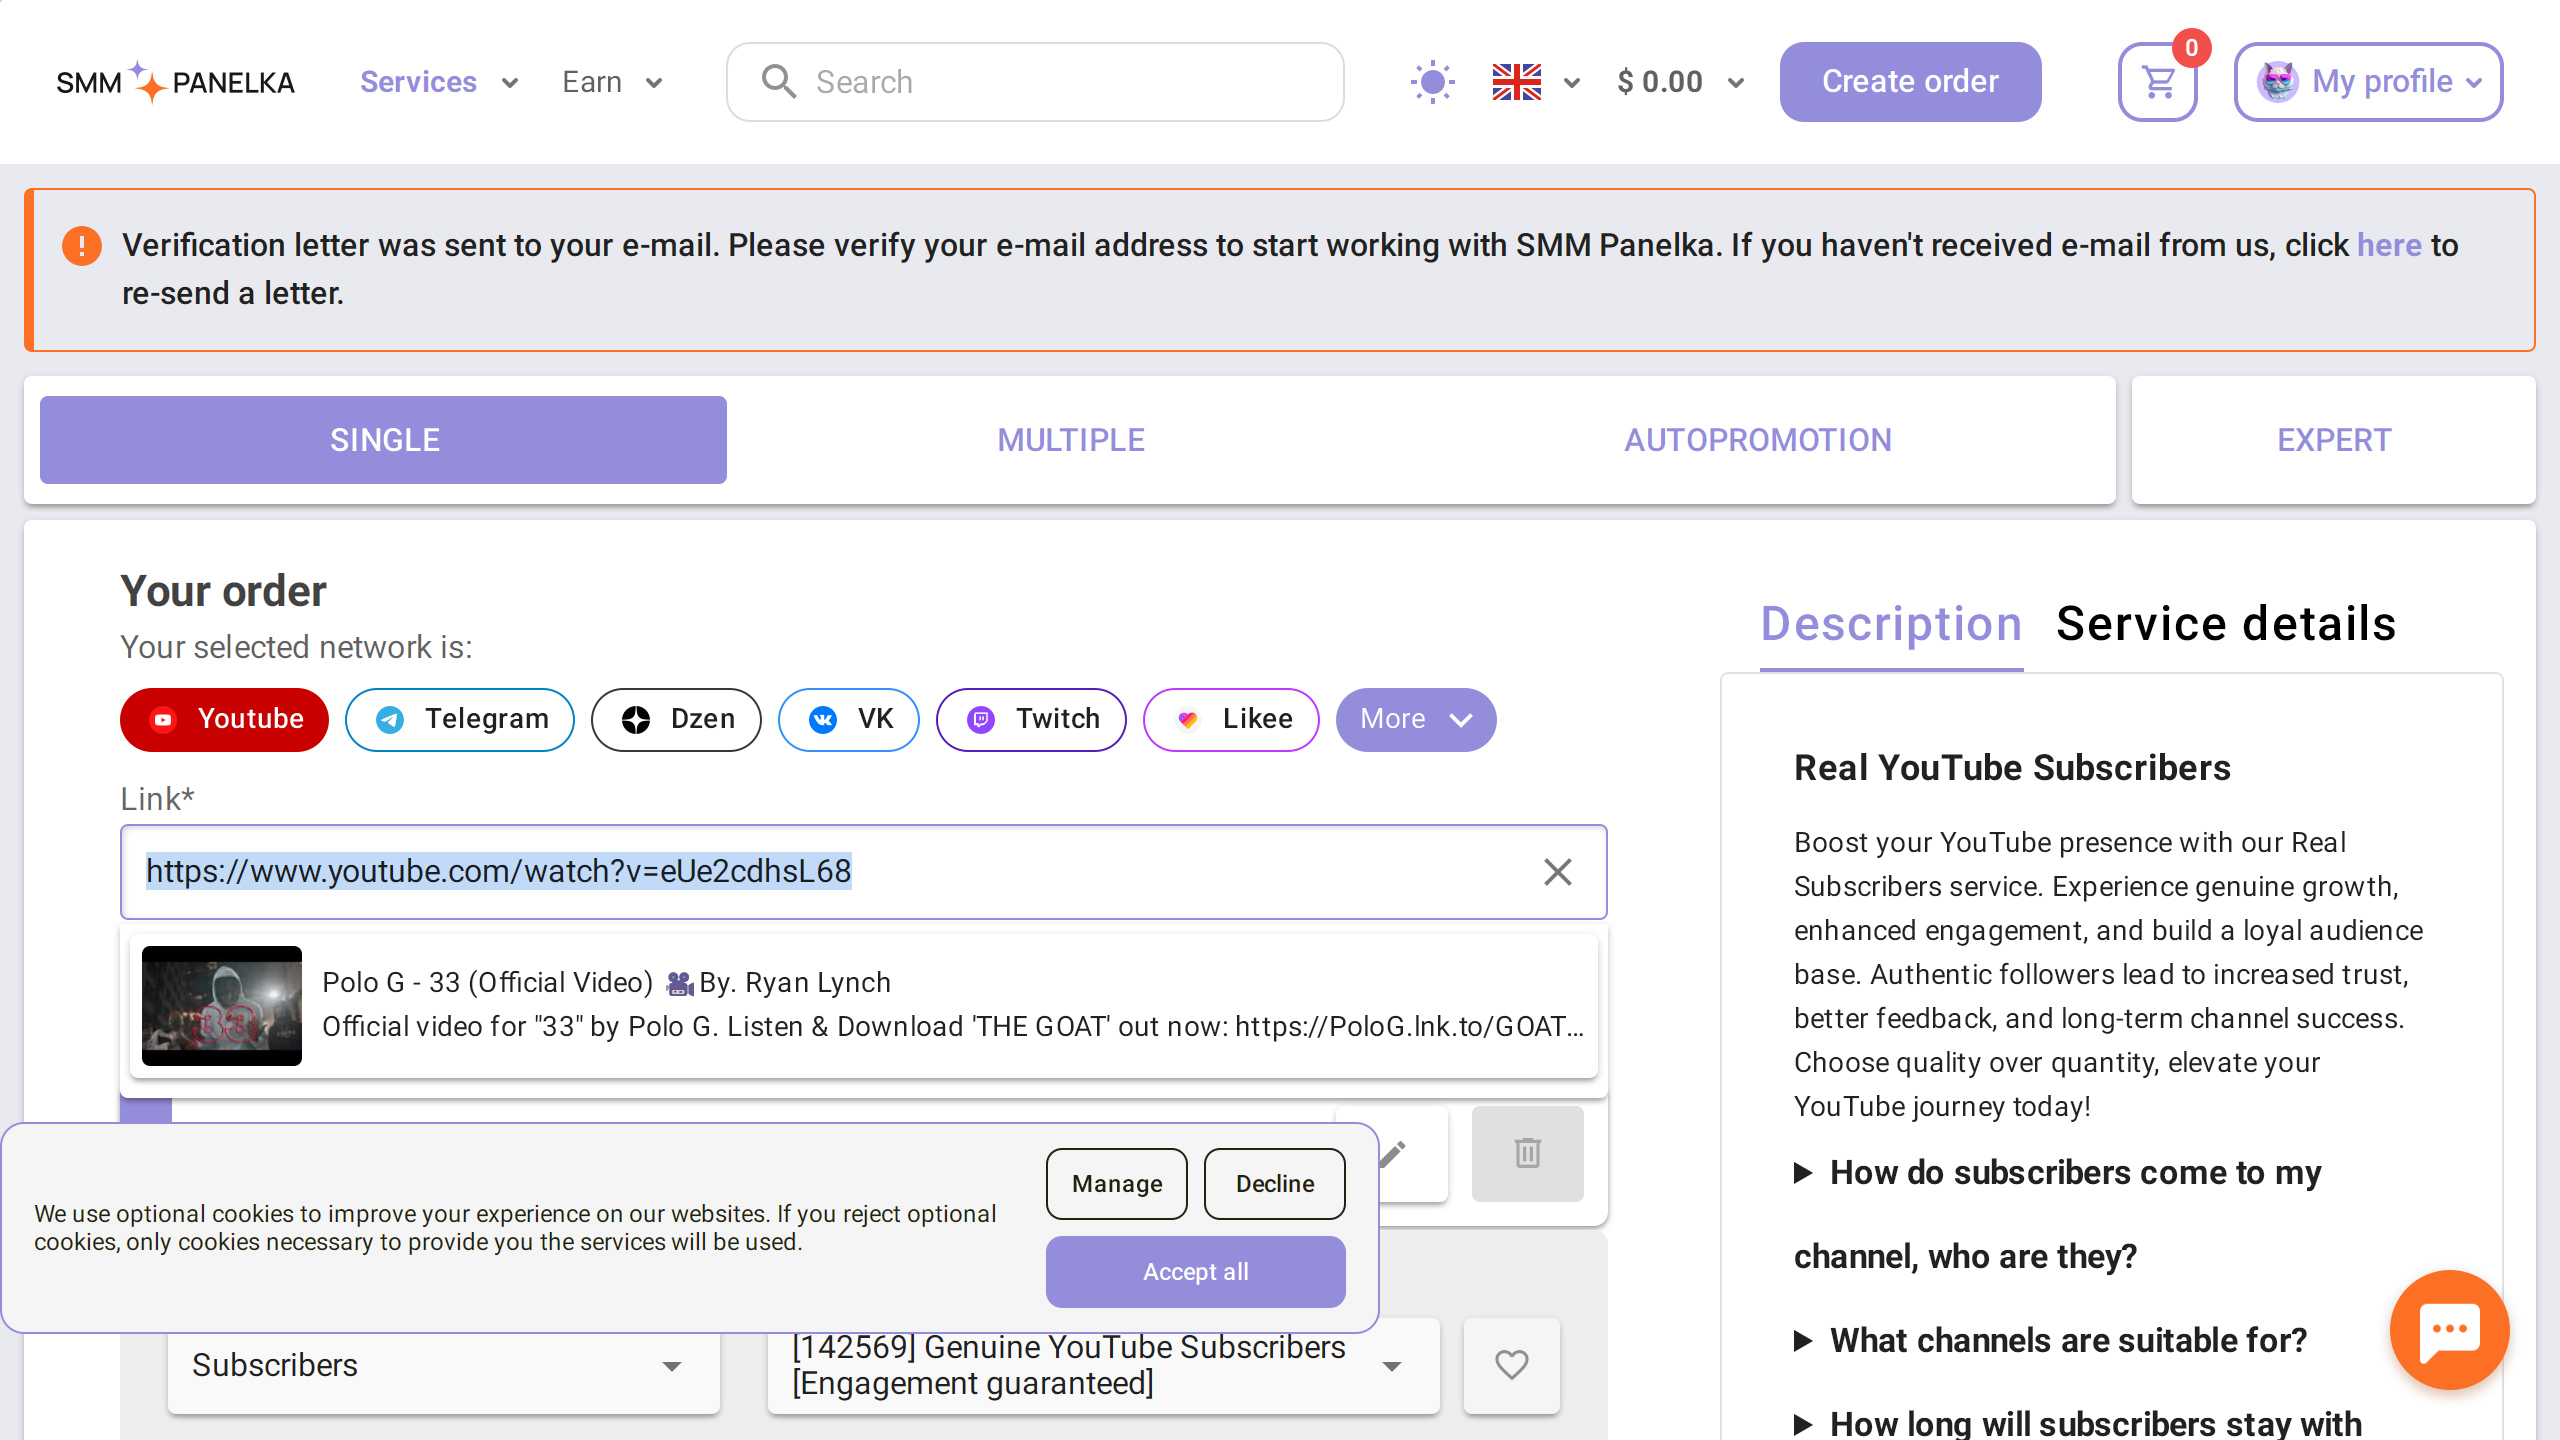 SMM PANELKA
Services
Earn
Search
$ 0.00
Create order
0
My profile
Verification letter was sent to your e-mail. Please verify your e-mail address to start working with SMM Panelka. If you haven't received e-mail from us, click here to
re-send a letter.
SINGLE
MULTIPLE
AUTOPROMOTION
EXPERT
Your order
Your selected network is:
Youtube
Telegram
Dzen
VK
Twitch
Likee
More
Link*
https://www.youtube.com/watch?v=eUe2cdhsL68
33
Polo G - 33 (Official Video) 🎥By. Ryan Lynch
Official video for "33" by Polo G. Listen & Download 'THE GOAT' out now: https://PoloG.lnk.to/GOAT...
We use optional cookies to improve your experience on our websites. If you reject optional
cookies, only cookies necessary to provide you the services will be used.
Manage
Decline
Accept all
Subscribers
[142569] Genuine YouTube Subscribers
[Engagement guaranteed]
Description
Service details
Real YouTube Subscribers
Boost your YouTube presence with our Real
Subscribers service. Experience genuine growth,
enhanced engagement, and build a loyal audience
base. Authentic followers lead to increased trust,
better feedback, and long-term channel success.
Choose quality over quantity, elevate your
YouTube journey today!
How do subscribers come to my
channel, who are they?
What channels are suitable for?
How long will subscribers stay with